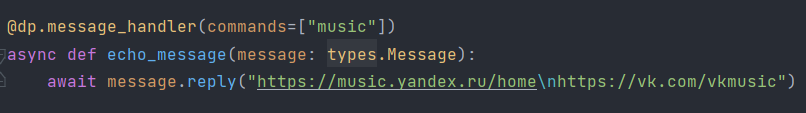 @dp.message_handler(commands=["music"])
async def echo_message(message: types.Message):
await message.reply("https://music.yandex.ru/home\nhttps://vk.com/vkmusic")